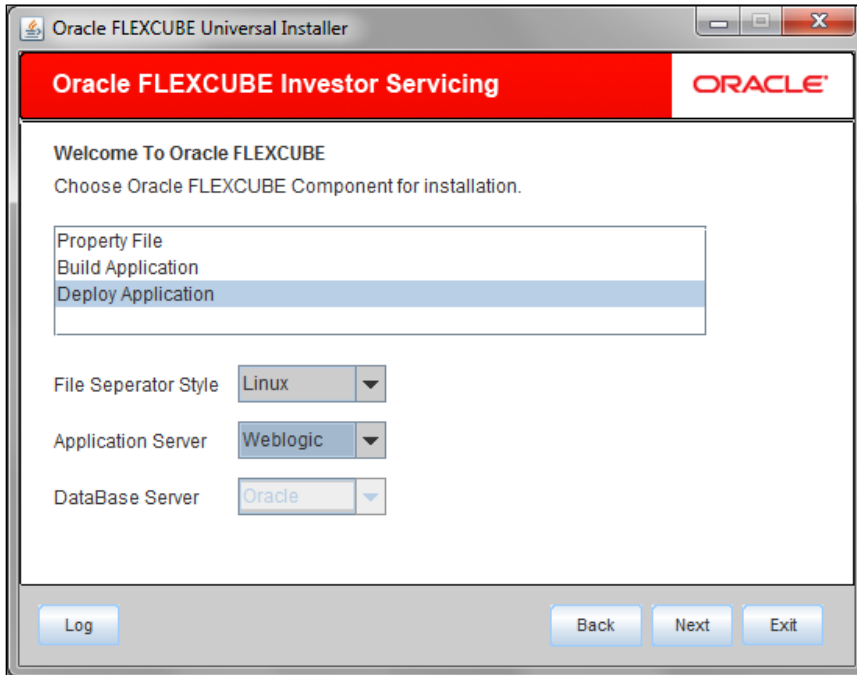 Oracle FLEXCUBE Universal Installer
Oracle FLEXCUBE Investor Servicing
ORACLE
Welcome To Oracle FLEXCUBE
Choose Oracle FLEXCUBE Component for installation.
Property File
Build Application
Deploy Application
File Seperator Style Linux
Application Server Weblogic
DataBase Server Oracle
Log Back Next Exit